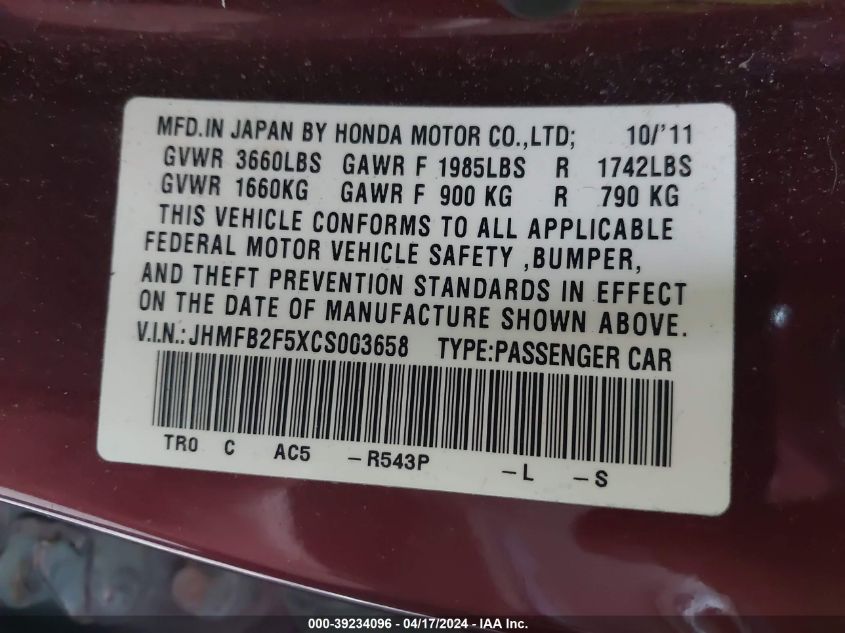 MFD.IN JAPAN BY HONDA MOTOR CO.,LTD; 10/'11
GVWR 3660LBS GAWR F 1985LBS R 1742LBS
GVWR 1660KG GAWR F 900 KG R 790 KG
THIS VEHICLE CONFORMS TO ALL APPLICABLE
FEDERAL MOTOR VEHICLE SAFETY ,BUMPER,
AND THEFT PREVENTION STANDARDS IN EFFECT
ON THE DATE OF MANUFACTURE SHOWN ABOVE.
V.I.N.:JHMFB2F5XCS003658 TYPE:PASSENGER CAR
TR0 C AC5 -R543P -L -S
000-39234096 - 04/17/2024 - IAA Inc.